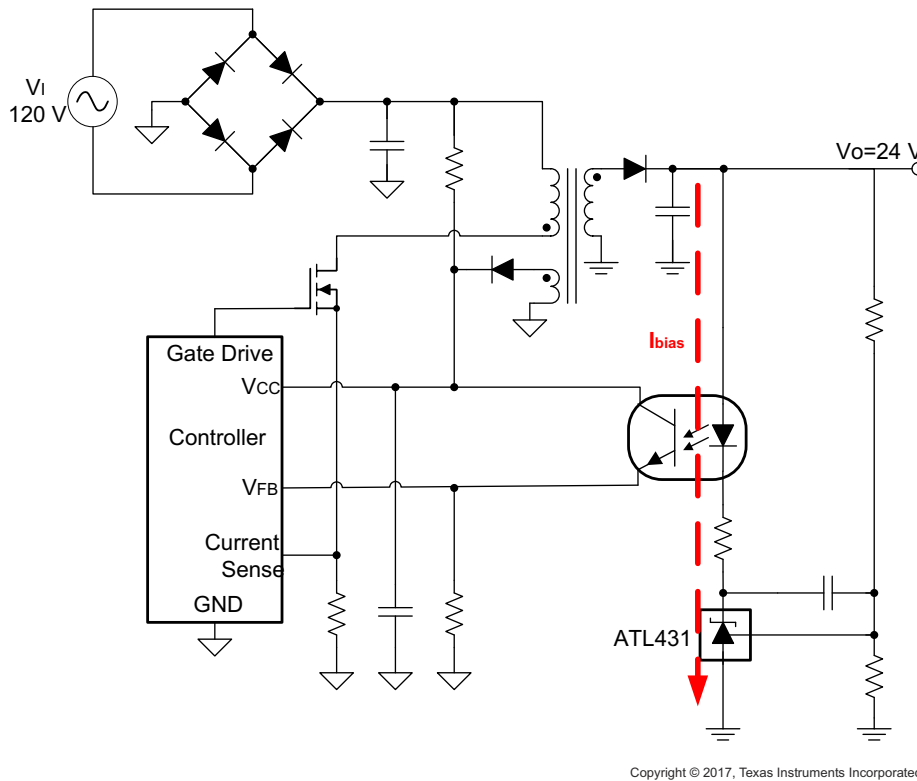 VI
120 V
Vo=24 V
Ibias
Gate Drive
VCC
Controller
VFB
Current
Sense
GND
ATL431
Copyright © 2017, Texas Instruments Incorporated